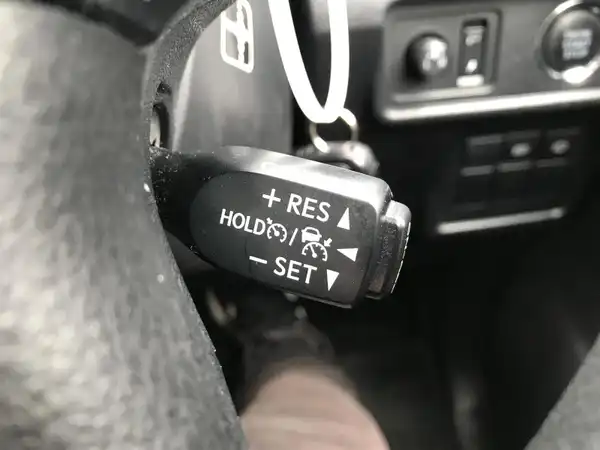 + RES
HOLD /
− SET